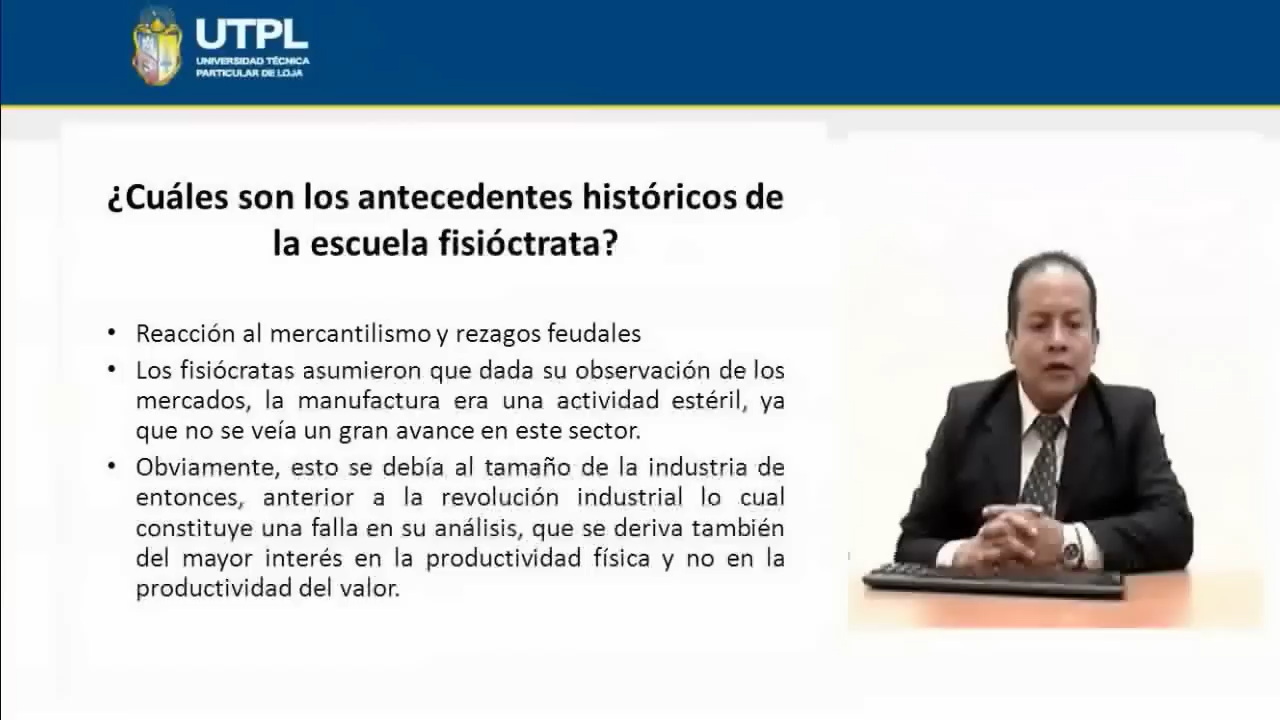 UTPL
UNIVERSIDAD TÉCNICA
PARTICULAR DE LOJA
¿Cuáles son los antecedentes históricos de
la escuela fisióctrata?
• Reacción al mercantilismo y rezagos feudales
• Los fisiócratas asumieron que dada su observación de los
mercados, la manufactura era una actividad estéril, ya
que no se veía un gran avance en este sector.
• Obviamente, esto se debía al tamaño de la industria de
entonces, anterior a la revolución industrial lo cual
constituye una falla en su análisis, que se deriva también
del mayor interés en la productividad física y no en la
productividad del valor.